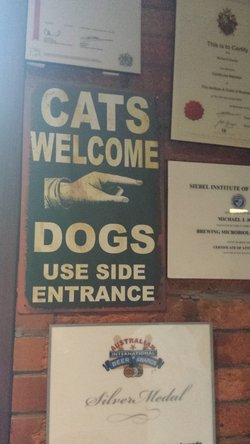 CATS
WELCOME
DOGS
USE SIDE
ENTRANCE
This is to Certify
SIEBEL INSTITUTE OF
MICHAEL J
BREWING MICROBIOL
AUSTRALIAN
INTERNATIONAL
BEER AWARDS
Silver Medal